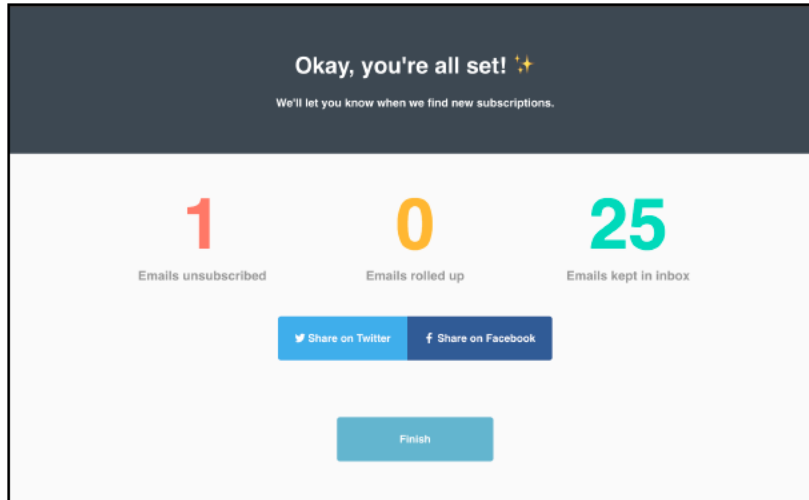 Okay, you're all set! ✨
We'll let you know when we find new subscriptions.
1 0 25
Emails unsubscribed Emails rolled up Emails kept in inbox
Share on Twitter Share on Facebook
Finish